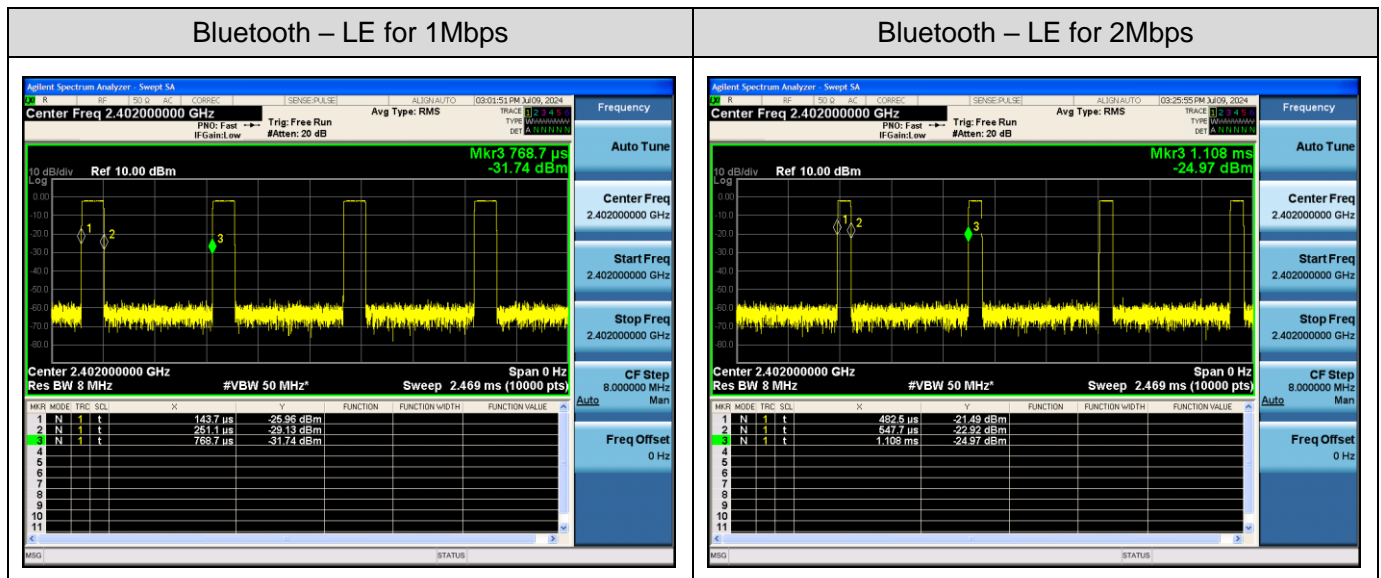 Bluetooth – LE for 1Mbps
Bluetooth – LE for 2Mbps
Agilent Spectrum Analyzer - Swept SA
R RF 50 Ω AC CORREC SENSE:PULSE ALIGNAUTO 03:01:51 PM Jul 09, 2024
Center Freq 2.402000000 GHz
PNO: Fast
IFGain:Low
Trig: Free Run
#Atten: 20 dB
Avg Type: RMS
TRACE 1 2 3 4 5 6
TYPE
DET A N N N N N
Mkr3 768.7 µs
-31.74 dBm
10 dB/div Ref 10.00 dBm
Log
0.00
-10.0
-20.0
-30.0
-40.0
-50.0
-60.0
-70.0
-80.0
1
2
3
Center 2.402000000 GHz Span 0 Hz
Res BW 8 MHz #VBW 50 MHz* Sweep 2.469 ms (10000 pts)
MKR MODE TRC SCL X Y FUNCTION FUNCTION WIDTH FUNCTION VALUE
1 N 1 t 143.7 µs -25.96 dBm
2 N 1 t 251.1 µs -29.13 dBm
3 N 1 t 768.7 µs -31.74 dBm
4
5
6
7
8
9
10
11
MSG STATUS
Frequency
Auto Tune
Center Freq
2.402000000 GHz
Start Freq
2.402000000 GHz
Stop Freq
2.402000000 GHz
CF Step
8.000000 MHz
Auto Man
Freq Offset
0 Hz
Agilent Spectrum Analyzer - Swept SA
R RF 50 Ω AC CORREC SENSE:PULSE ALIGNAUTO 03:25:55 PM Jul 09, 2024
Center Freq 2.402000000 GHz
PNO: Fast
IFGain:Low
Trig: Free Run
#Atten: 20 dB
Avg Type: RMS
TRACE 1 2 3 4 5 6
TYPE
DET A N N N N N
Mkr3 1.108 ms
-24.97 dBm
10 dB/div Ref 10.00 dBm
Log
0.00
-10.0
-20.0
-30.0
-40.0
-50.0
-60.0
-70.0
-80.0
1
2
3
Center 2.402000000 GHz Span 0 Hz
Res BW 8 MHz #VBW 50 MHz* Sweep 2.469 ms (10000 pts)
MKR MODE TRC SCL X Y FUNCTION FUNCTION WIDTH FUNCTION VALUE
1 N 1 t 482.5 µs -21.49 dBm
2 N 1 t 547.7 µs -22.92 dBm
3 N 1 t 1.108 ms -24.97 dBm
4
5
6
7
8
9
10
11
MSG STATUS
Frequency
Auto Tune
Center Freq
2.402000000 GHz
Start Freq
2.402000000 GHz
Stop Freq
2.402000000 GHz
CF Step
8.000000 MHz
Auto Man
Freq Offset
0 Hz